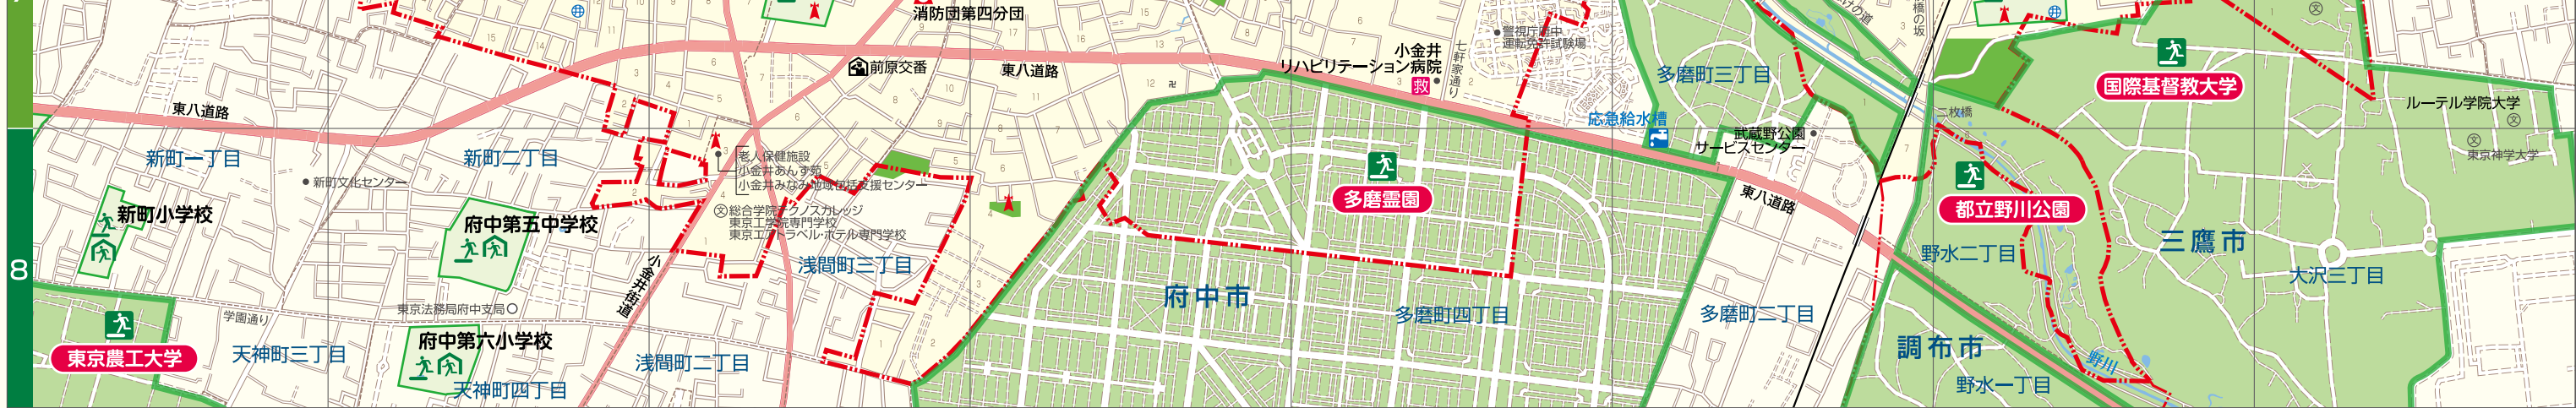 消防団第四分団
前原交番
東八道路
小金井
リハビリテーション病院
救
七軒家通り
警視庁府中
運転免許試験場
多磨町三丁目
橋の坂
国際基督教大学
ルーテル学院大学
文
東京神学大学
二枚橋
東八道路
新町一丁目
新町二丁目
新町文化センター
老人保健施設
小金井あんず苑
小金井みなみ地域包括支援センター
文
総合学院テクノスカレッジ
東京工学院専門学校
東京エアトラベル・ホテル専門学校
応急給水槽
武蔵野公園
サービスセンター
多磨霊園
東八道路
都立野川公園
新町小学校
府中第五中学校
8
浅間町三丁目
小金井街道
府中市
多磨町四丁目
多磨町二丁目
野水二丁目
三鷹市
大沢三丁目
東京法務局府中支局
学園通り
東京農工大学
天神町三丁目
府中第六小学校
天神町四丁目
浅間町二丁目
調布市
野水一丁目
野川